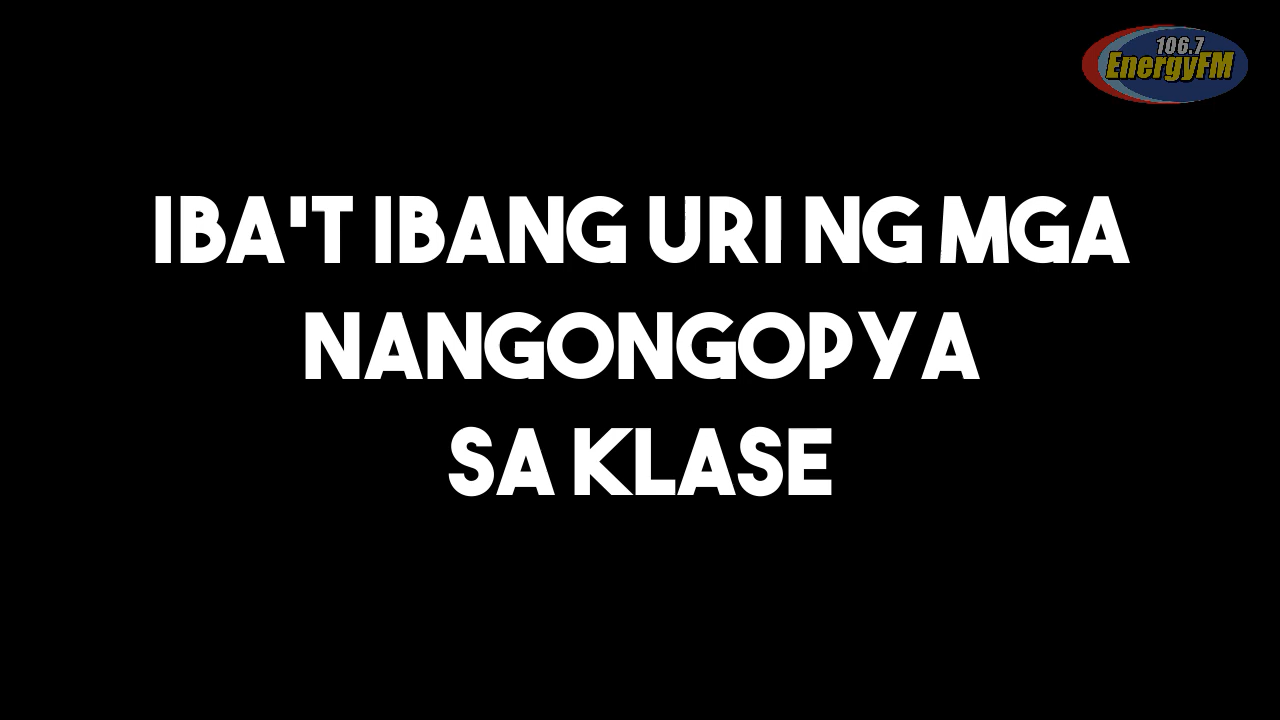 106.7
EnergyFM
IBA'T IBANG URI NG MGA
NANGONGOPYA
SA KLASE